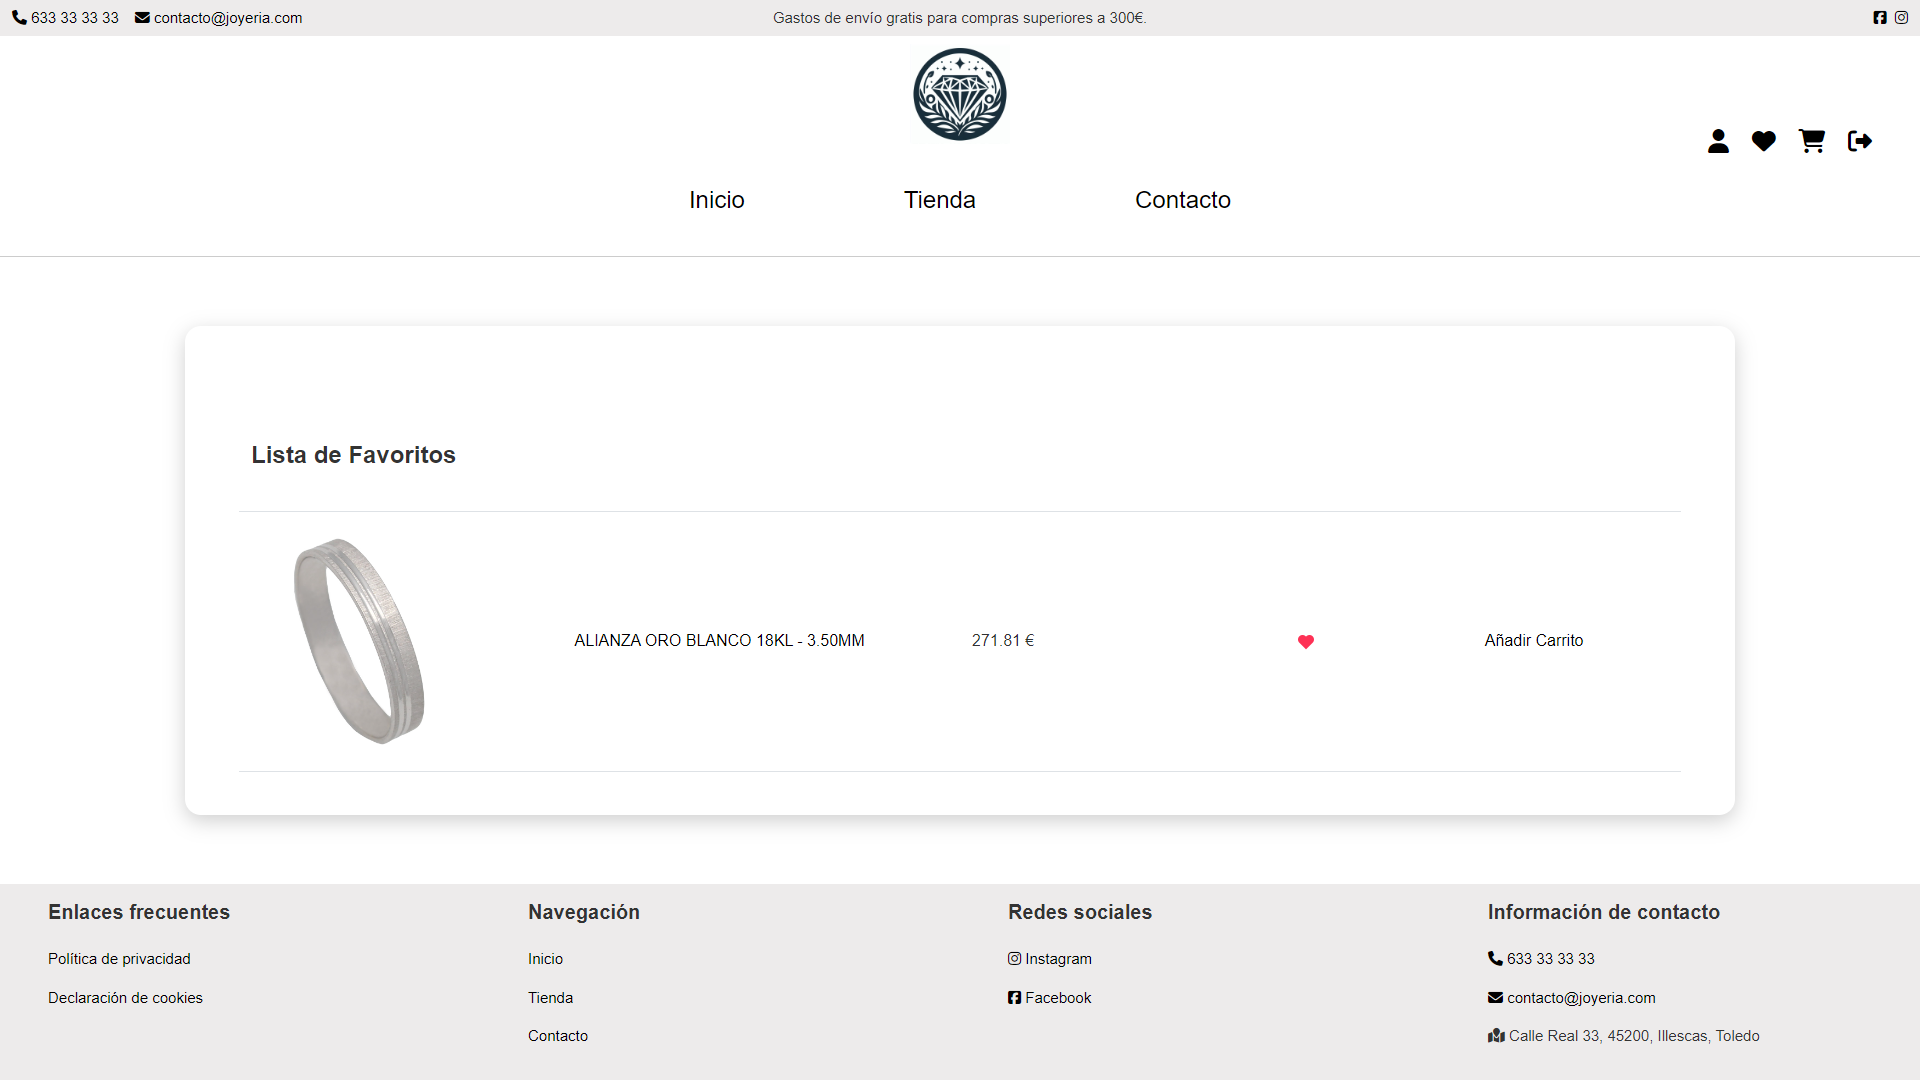 633 33 33 33 contacto@joyeria.com Gastos de envío gratis para compras superiores a 300€.
Inicio Tienda Contacto
Lista de Favoritos
ALIANZA ORO BLANCO 18KL - 3.50MM 271.81 € Añadir Carrito
Enlaces frecuentes
Política de privacidad
Declaración de cookies
Navegación
Inicio
Tienda
Contacto
Redes sociales
Instagram
Facebook
Información de contacto
633 33 33 33
contacto@joyeria.com
Calle Real 33, 45200, Illescas, Toledo